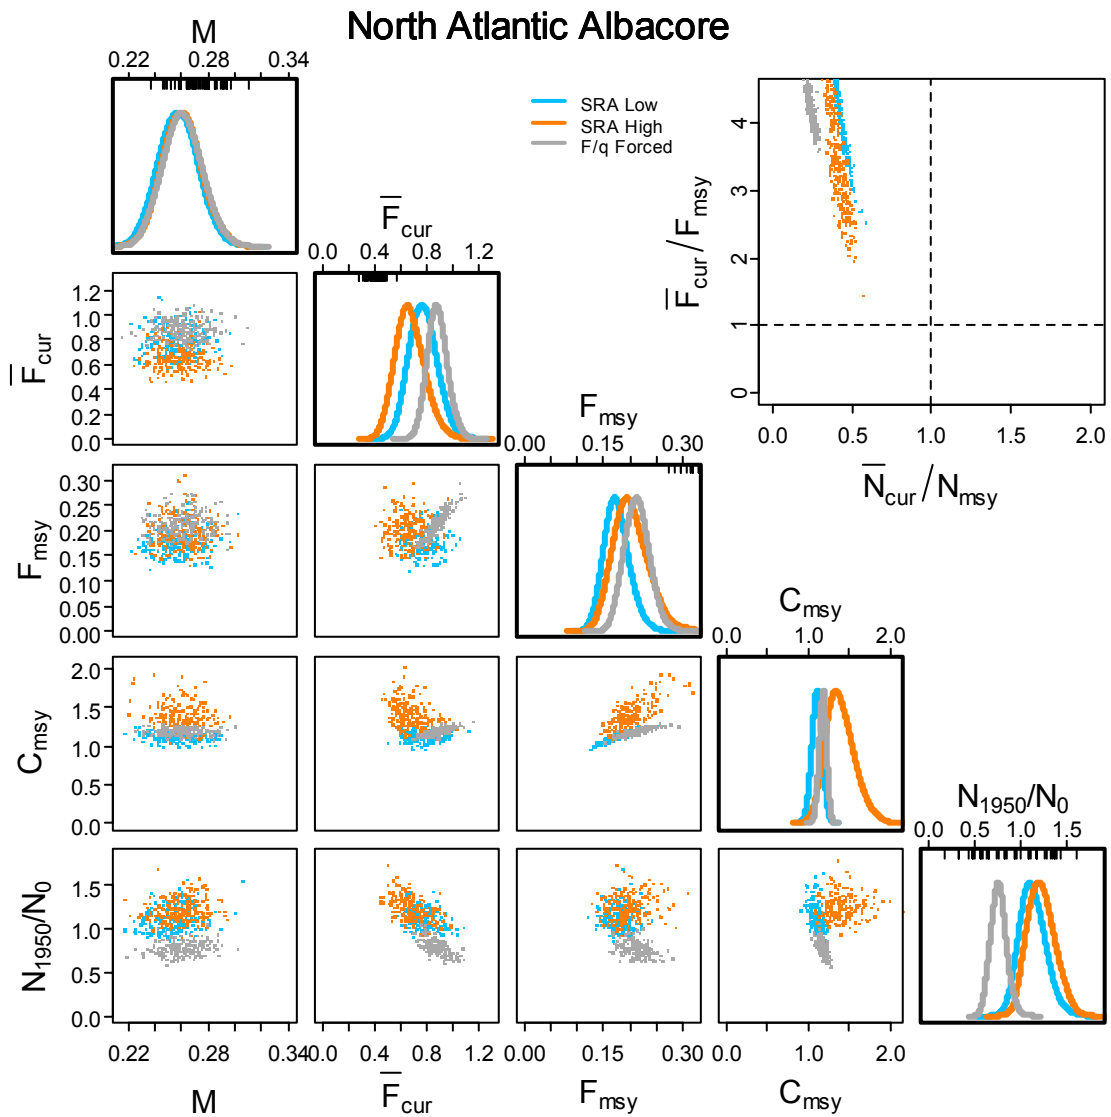 North Atlantic Albacore
M
0.22 0.28 0.34
SRA Low
SRA High
F/q Forced
4
3
2
1
0
F̅cur/Fmsy
0.0 0.5 1.0 1.5 2.0
N̅cur/Nmsy
F̅cur
0.0 0.4 0.8 1.2
1.2
1.0
0.8
0.6
0.4
0.2
0.0
F̅cur
Fmsy
0.00 0.15 0.30
0.30
0.25
0.20
0.15
0.10
0.05
0.00
Fmsy
Cmsy
0.0 1.0 2.0
2.0
1.5
1.0
0.5
0.0
Cmsy
N1950/N0
0.0 0.5 1.0 1.5
1.5
1.0
0.5
0.0
N1950/N0
0.22 0.28 0.34 0.0 0.4 0.8 1.2 0.00 0.15 0.30 0.0 1.0 2.0
M F̅cur Fmsy Cmsy